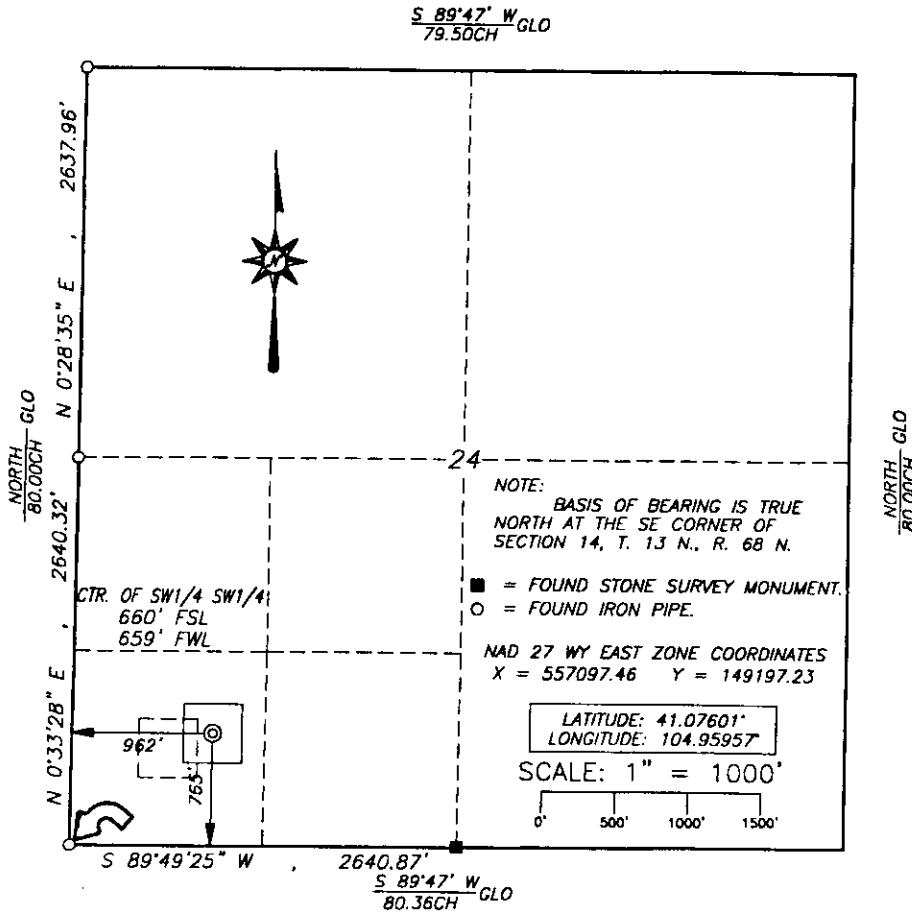 S 89°47' W GLO
79.50CH
2637.96'
,
N 0°28'35" E
N
NORTH GLO
80.00CH
24
NORTH GLO
80.00CH
NOTE:
BASIS OF BEARING IS TRUE
NORTH AT THE SE CORNER OF
SECTION 14, T. 13 N., R. 68 N.
■ = FOUND STONE SURVEY MONUMENT.
○ = FOUND IRON PIPE.
2640.32'
,
N 0°33'28" E
CTR. OF SW1/4 SW1/4
660' FSL
659' FWL
NAD 27 WY EAST ZONE COORDINATES
X = 557097.46 Y = 149197.23
LATITUDE: 41.07601°
LONGITUDE: 104.95957°
SCALE: 1" = 1000'
0' 500' 1000' 1500'
962'
765'
S 89°49'25" W , 2640.87'
S 89°47' W GLO
80.36CH